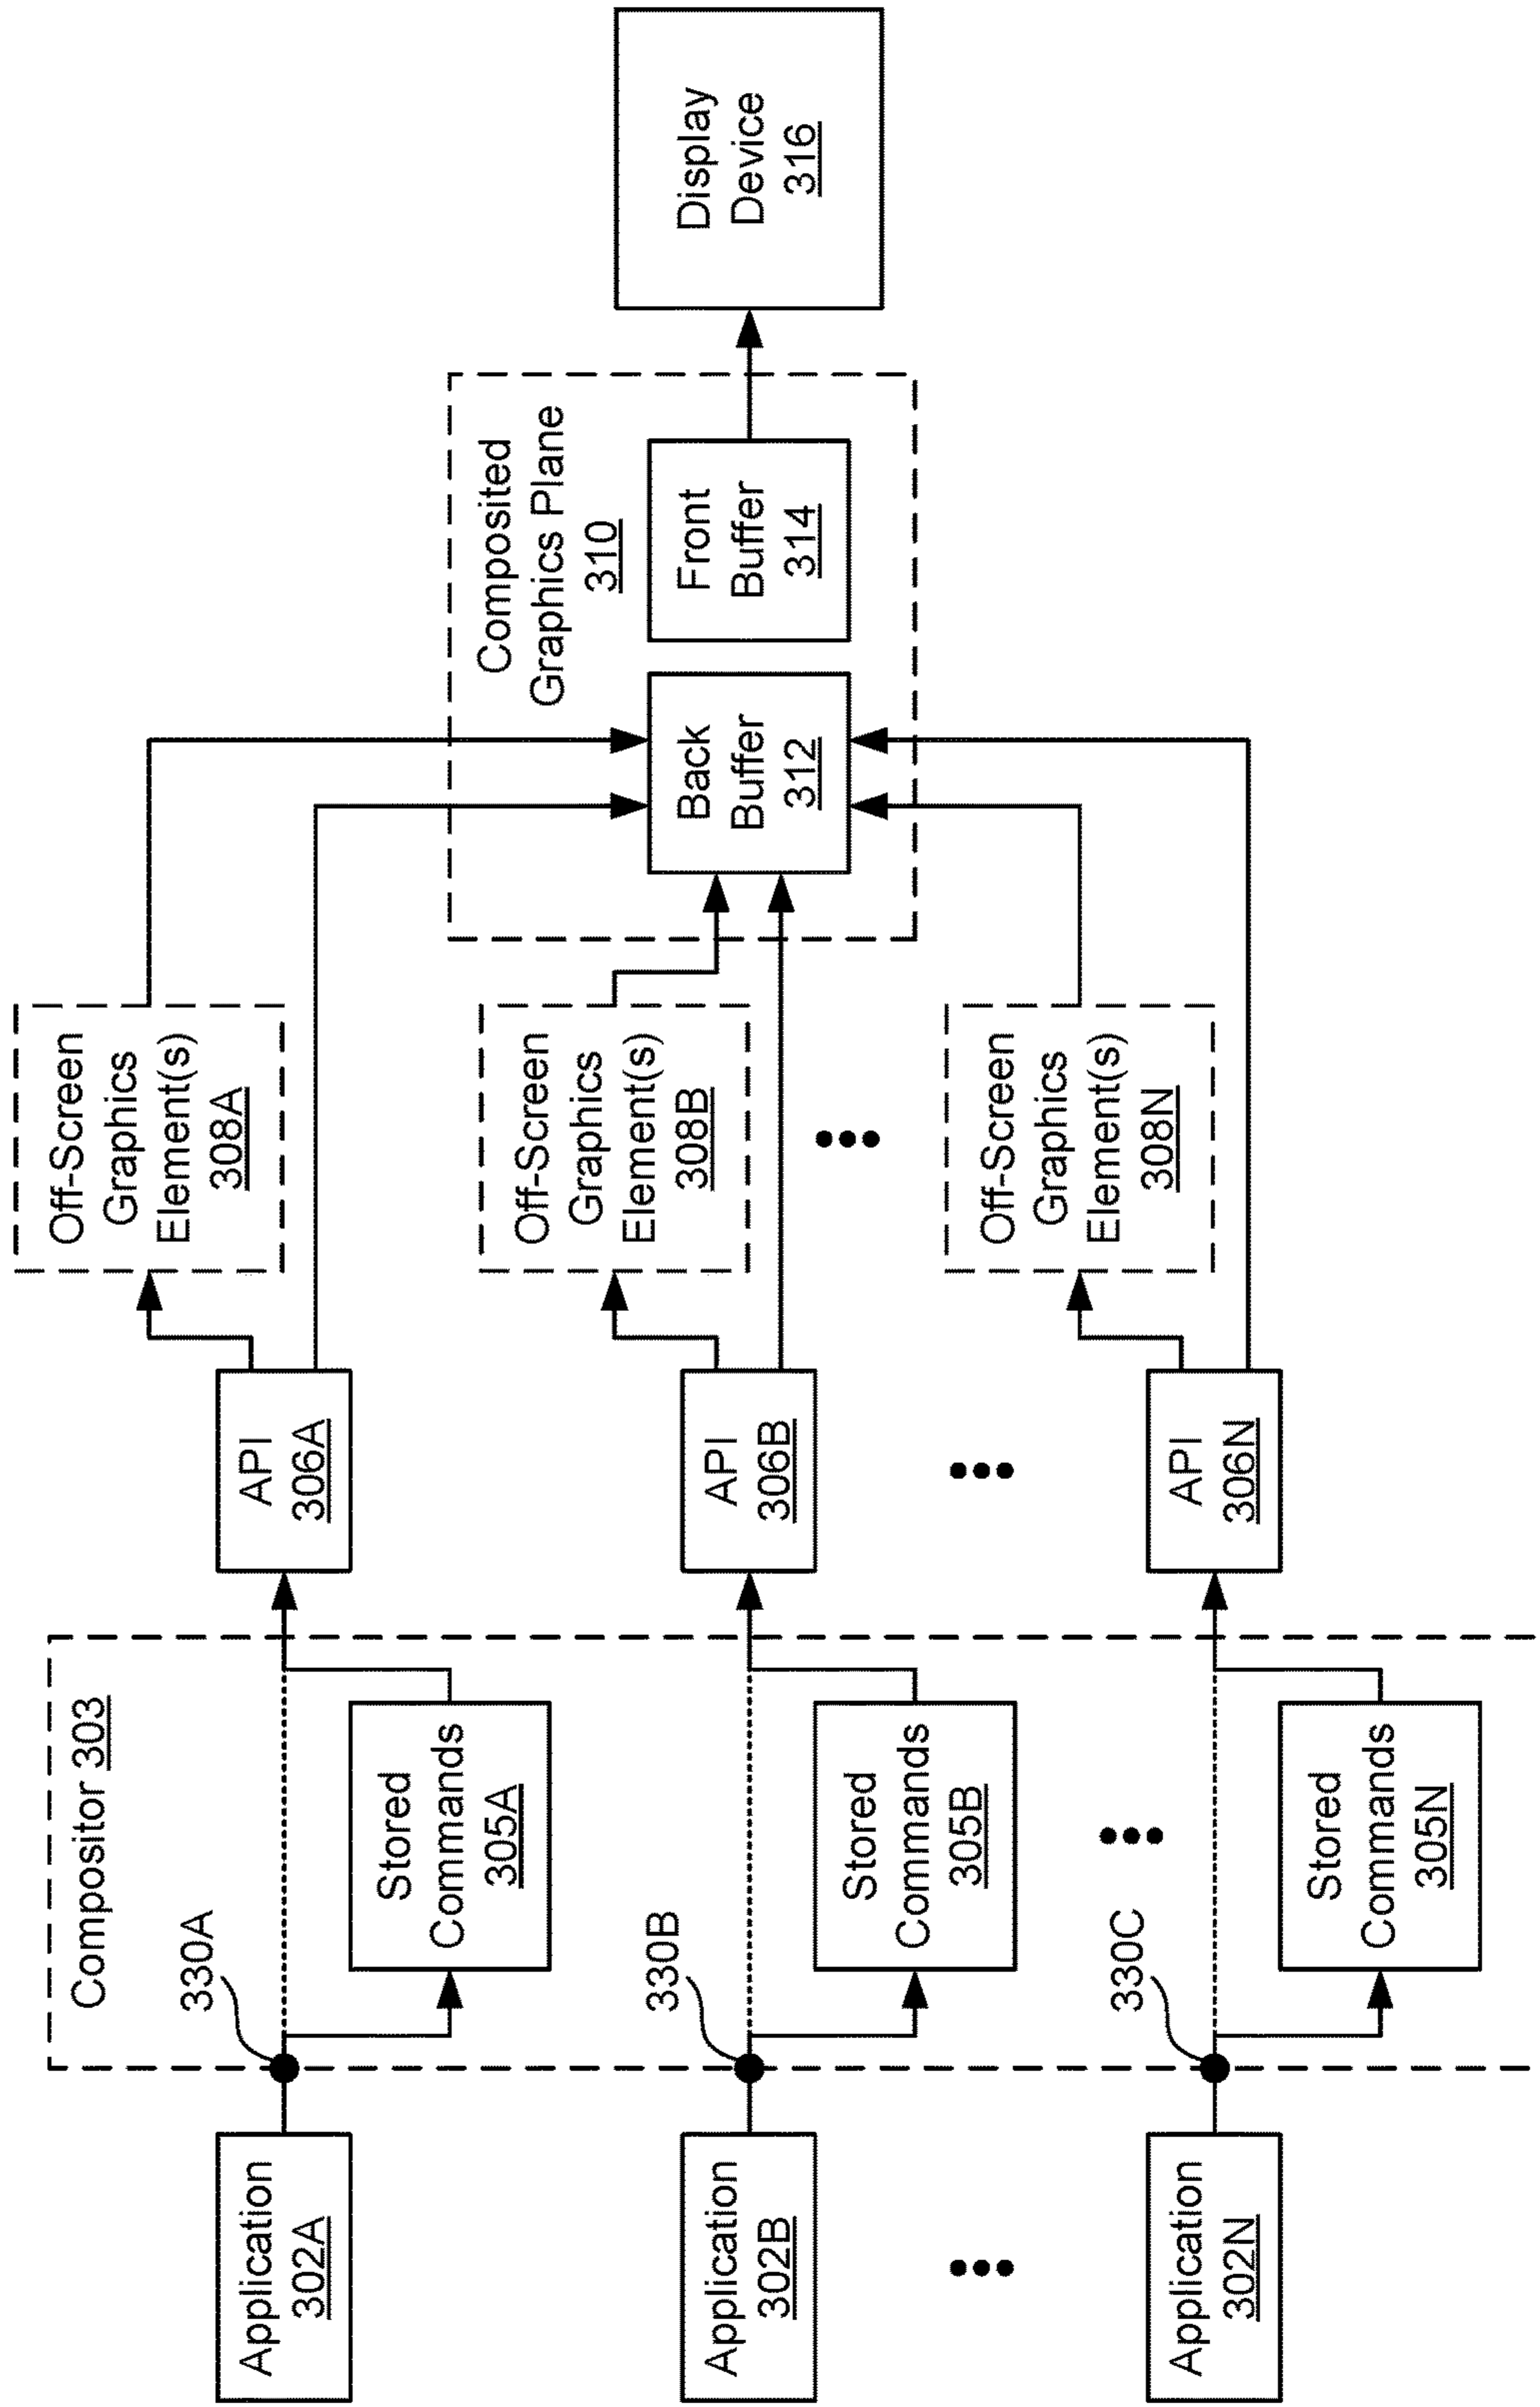 Compositor 303
Application
302A
330A
Stored
Commands
305A
API
306A
Off-Screen
Graphics
Element(s)
308A
Application
302B
330B
Stored
Commands
305B
API
306B
Off-Screen
Graphics
Element(s)
308B
Application
302N
330C
Stored
Commands
305N
API
306N
Off-Screen
Graphics
Element(s)
308N
Composited
Graphics Plane
310
Back
Buffer
312
Front
Buffer
314
Display
Device
316